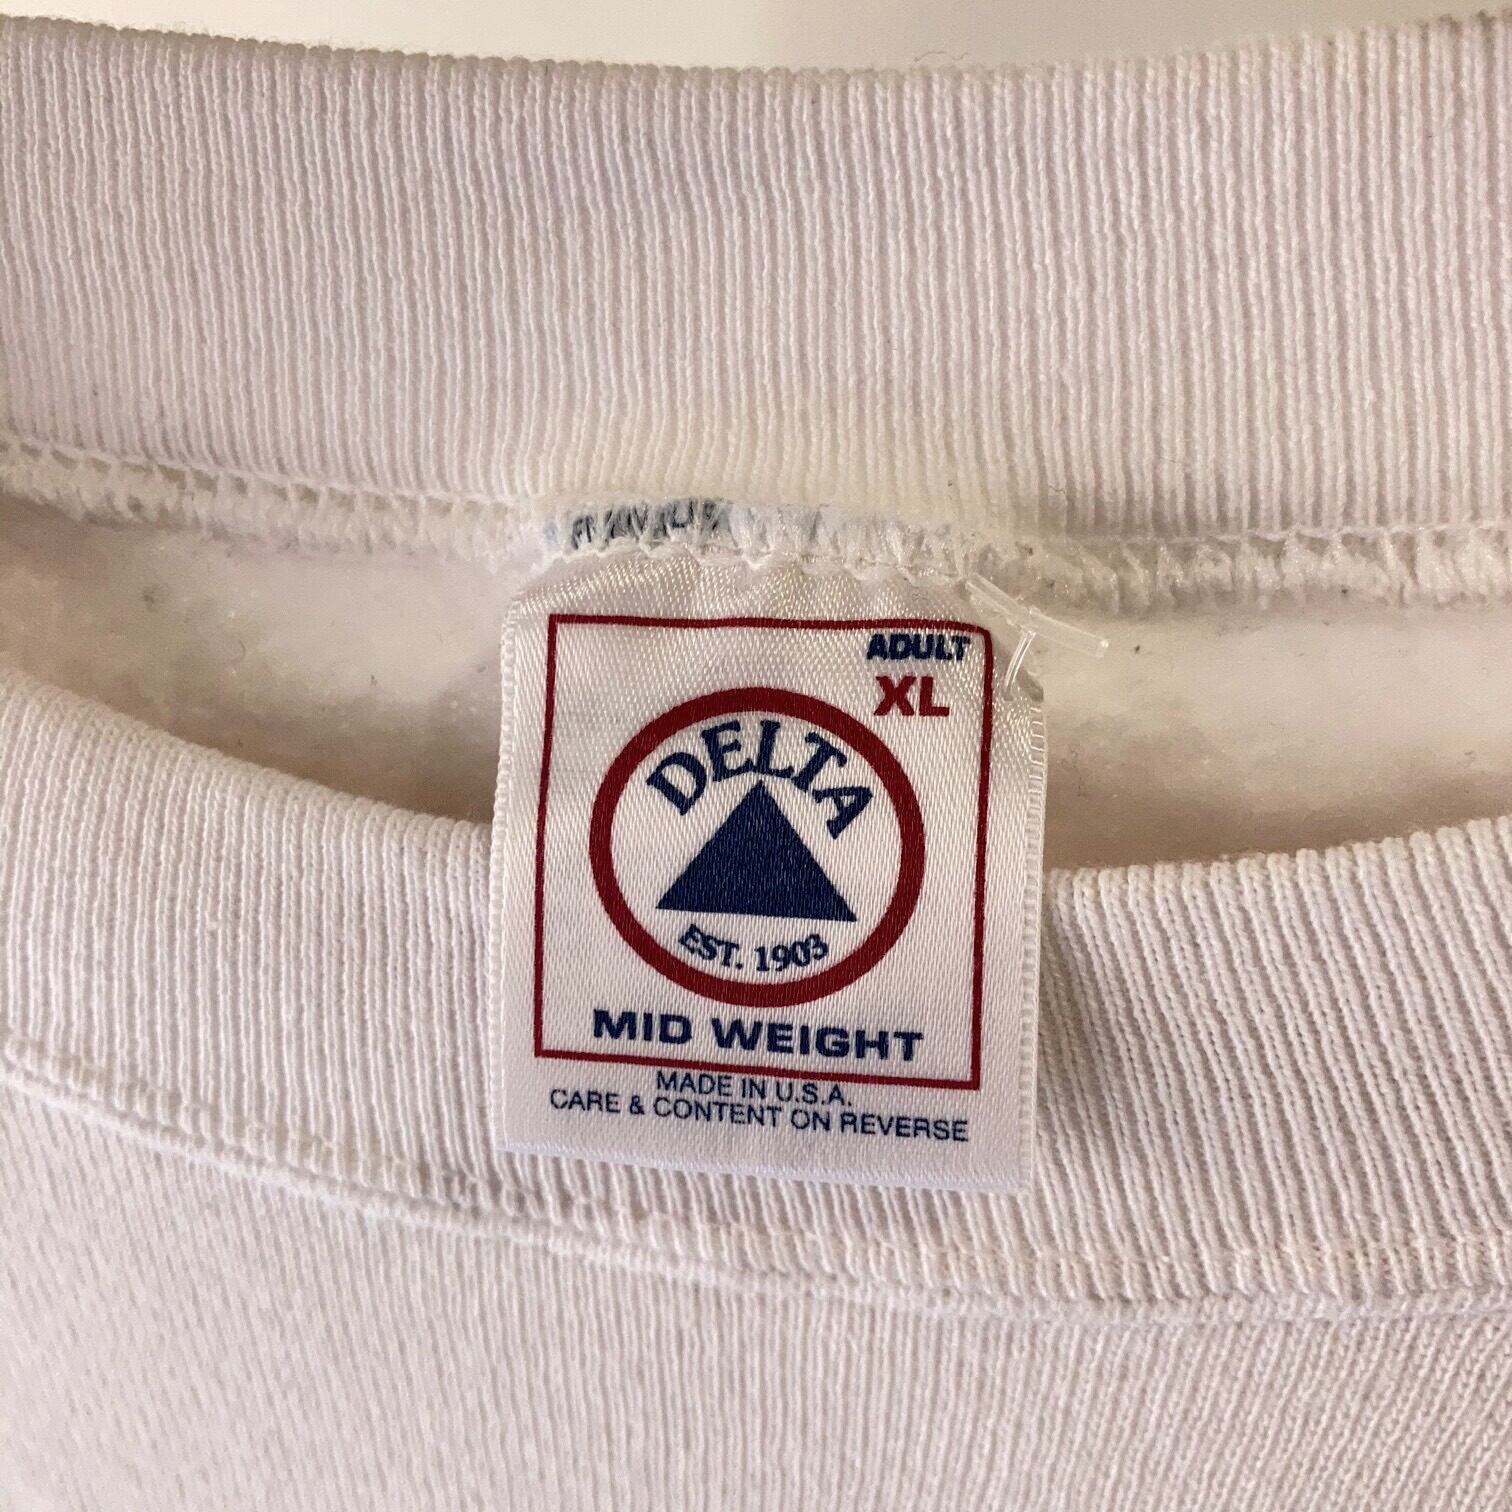 ADULT
XL
DELTA
EST. 1903
MID WEIGHT
MADE IN U.S.A.
CARE & CONTENT ON REVERSE